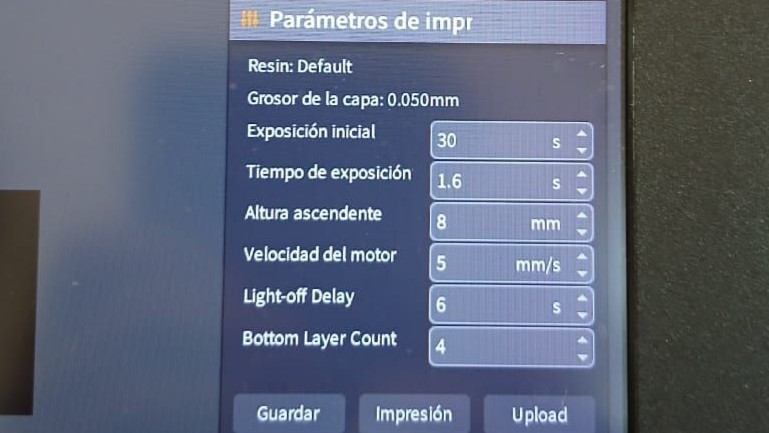 Parámetros de impr
Resin: Default
Grosor de la capa: 0.050mm
Exposición inicial 30 s
Tiempo de exposición 1.6 s
Altura ascendente 8 mm
Velocidad del motor 5 mm/s
Light-off Delay 6 s
Bottom Layer Count 4
Guardar Impresión Upload